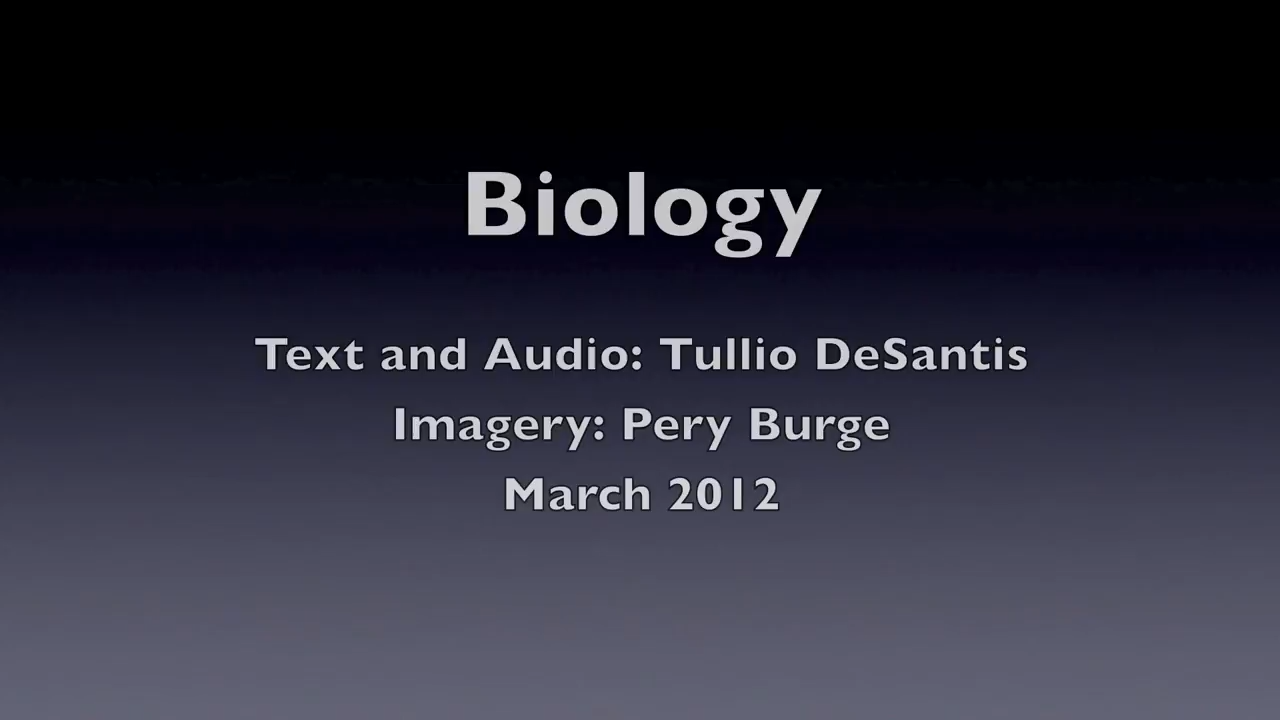 Biology
Text and Audio: Tullio DeSantis
Imagery: Pery Burge
March 2012